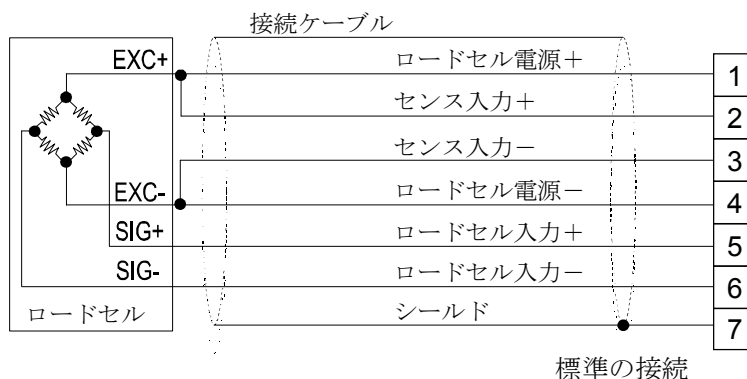 接続ケーブル
EXC+ ロードセル電源＋ 1
センス入力＋ 2
センス入力－ 3
EXC- ロードセル電源－ 4
SIG+ ロードセル入力＋ 5
SIG- ロードセル入力－ 6
ロードセル シールド 7
標準の接続